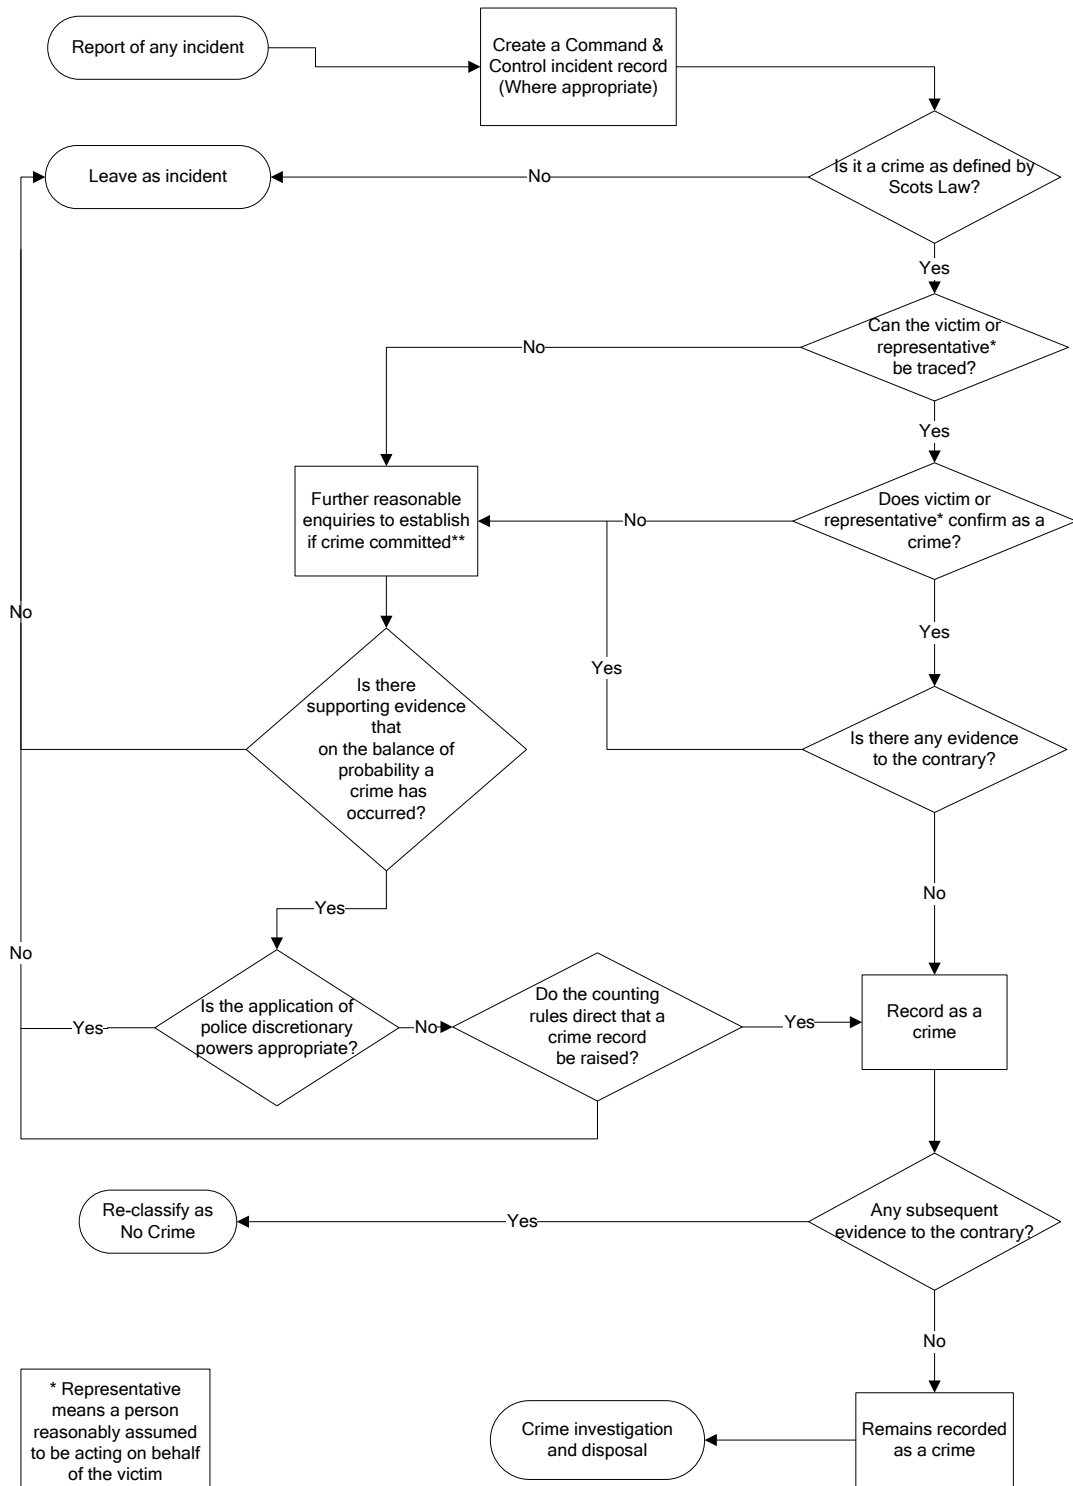 Report of any incident
Create a Command &
Control incident record
(Where appropriate)
Leave as incident
No
Is it a crime as defined by
Scots Law?
Yes
Can the victim or
representative*
be traced?
No
Yes
Further reasonable
enquiries to establish
if crime committed**
No
Does victim or
representative* confirm as a
crime?
No
Yes
Yes
Is there
supporting evidence
that
on the balance of
probability a
crime has
occurred?
Is there any evidence
to the contrary?
No
Yes
No
Is the application of
police discretionary
powers appropriate?
Yes
No
Do the counting
rules direct that a
crime record
be raised?
Yes
Record as a
crime
Re-classify as
No Crime
Yes
Any subsequent
evidence to the contrary?
No
* Representative
means a person
reasonably assumed
to be acting on behalf
of the victim
Crime investigation
and disposal
Remains recorded
as a crime